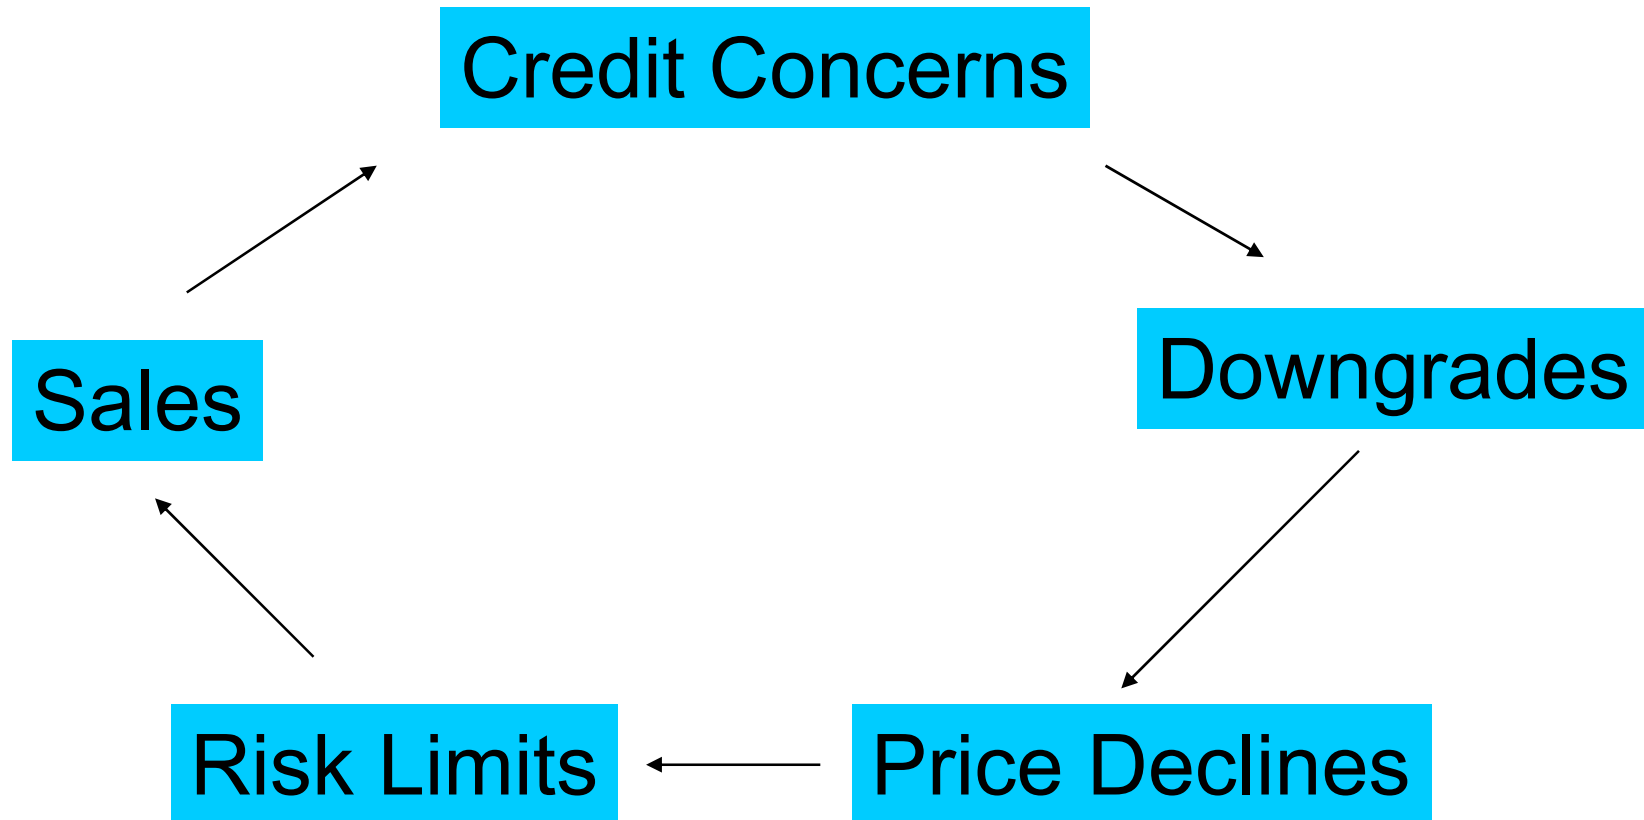 Credit Concerns
Downgrades
Sales
Risk Limits
Price Declines